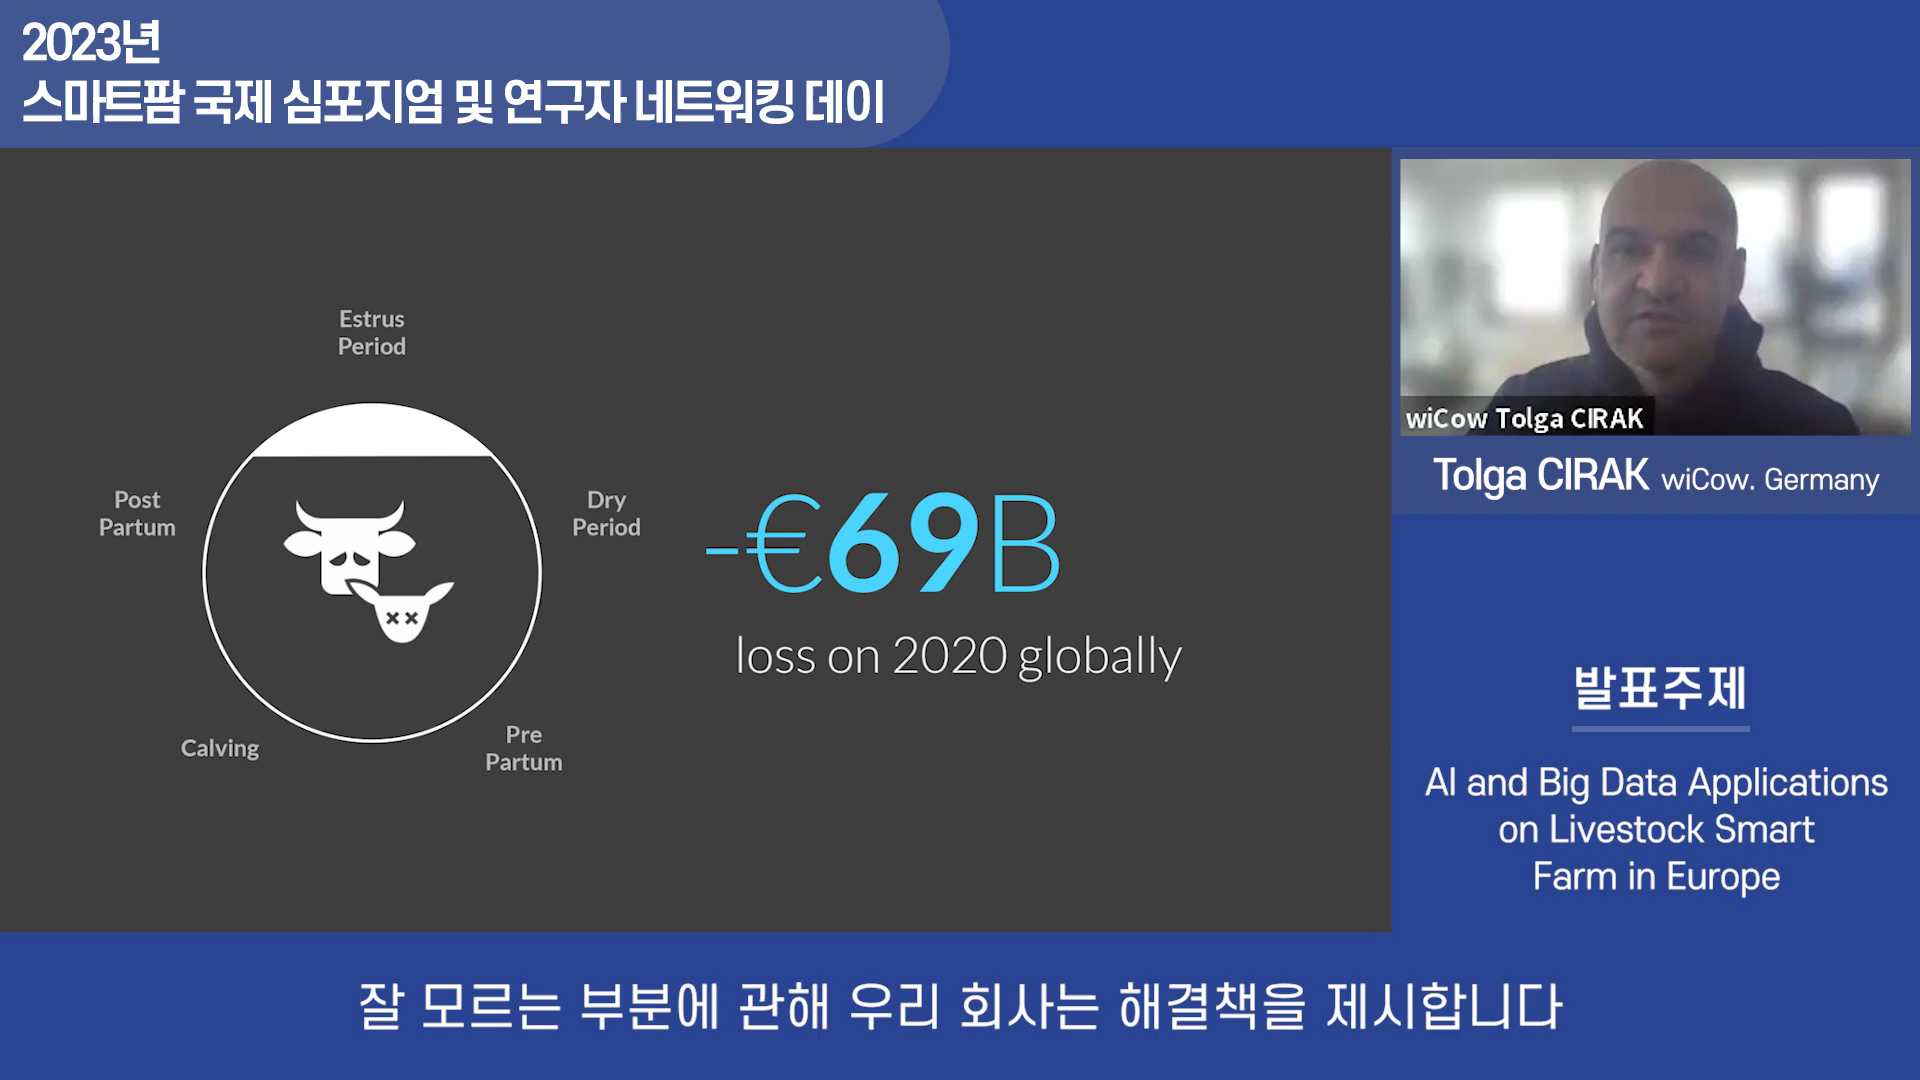 2023년
스마트팜 국제 심포지엄 및 연구자 네트워킹 데이
Estrus
Period
Post
Partum
Dry
Period
Calving
Pre
Partum
-€69B
loss on 2020 globally
wiCow Tolga CIRAK
Tolga CIRAK wiCow. Germany
발표주제
AI and Big Data Applications
on Livestock Smart
Farm in Europe
잘 모르는 부분에 관해 우리 회사는 해결책을 제시합니다